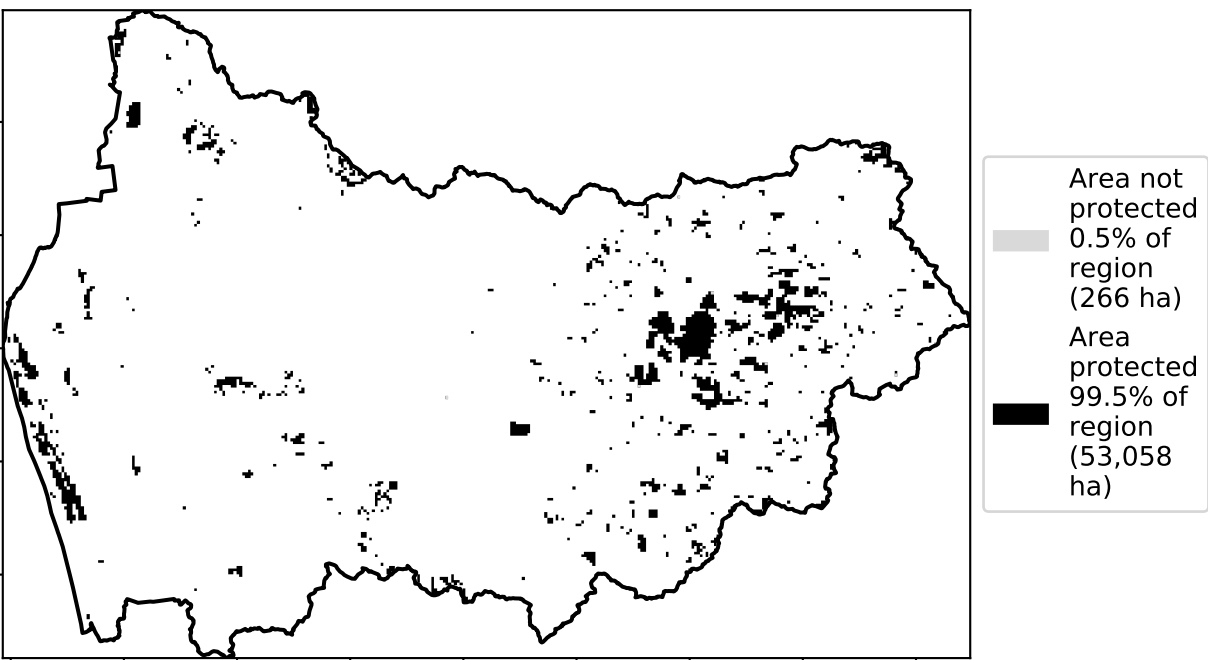 Area not
protected
0.5% of
region
(266 ha)
Area
protected
99.5% of
region
(53,058
ha)